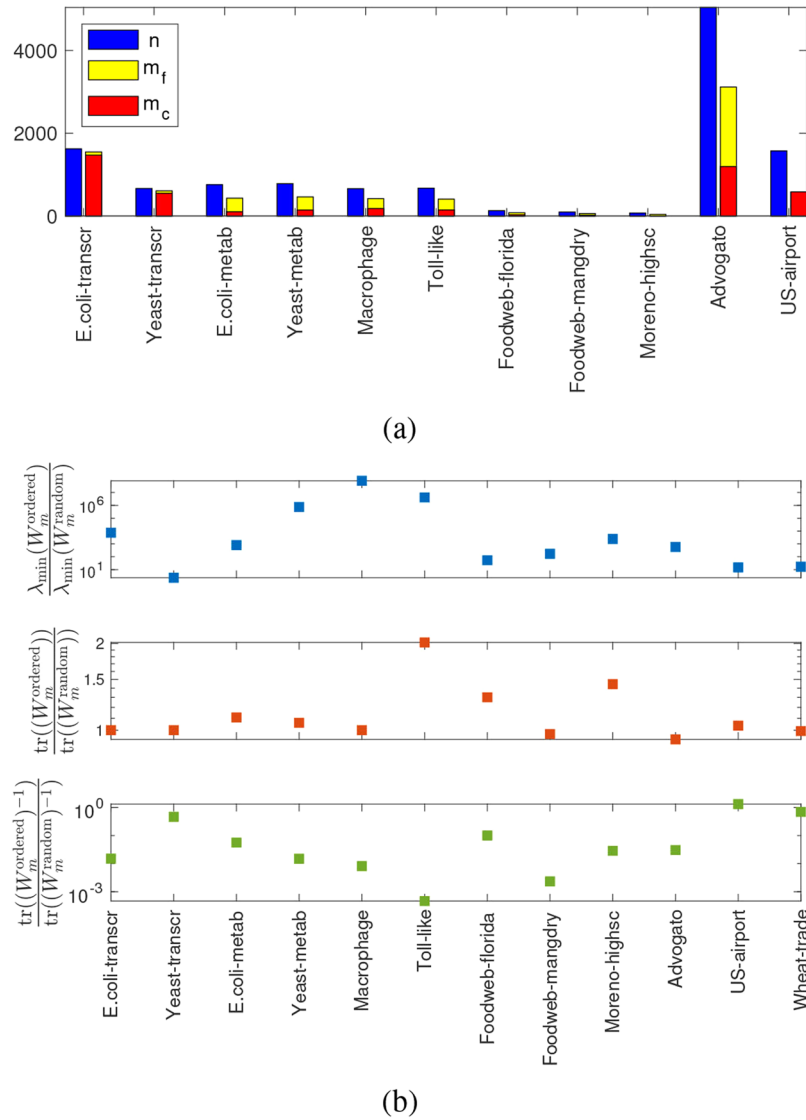 4000
2000
0
n
m_f
m_c
E.coli-transcr
Yeast-transcr
E.coli-metab
Yeast-metab
Macrophage
Toll-like
Foodweb-florida
Foodweb-mangdry
Moreno-highsc
Advogato
US-airport
(a)
λ_min(W_m^ordered)
λ_min(W_m^random)
10^6
10^1
tr((W_m^ordered))
tr((W_m^random))
2
1.5
1
tr((W_m^ordered)^-1)
tr((W_m^random)^-1)
10^0
10^-3
E.coli-transcr
Yeast-transcr
E.coli-metab
Yeast-metab
Macrophage
Toll-like
Foodweb-florida
Foodweb-mangdry
Moreno-highsc
Advogato
US-airport
Wheat-trade
(b)